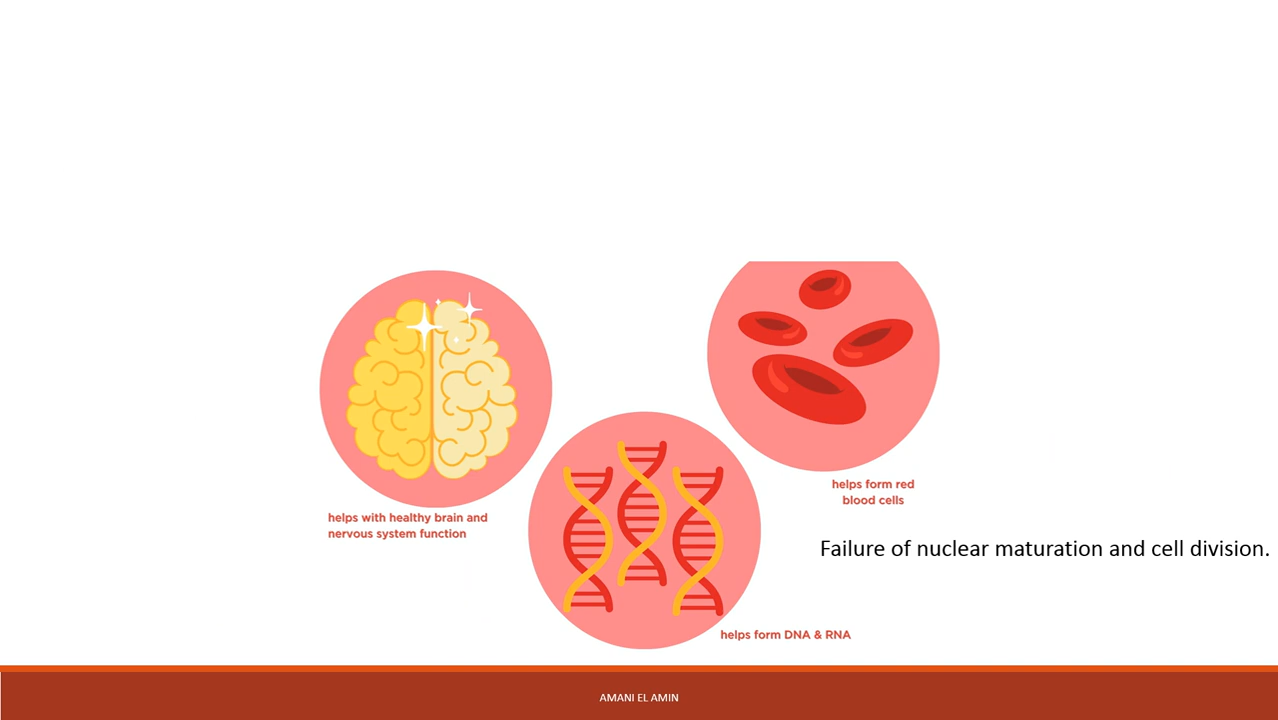 helps with healthy brain and
nervous system function
helps form red
blood cells
Failure of nuclear maturation and cell division.
helps form DNA & RNA
AMANI EL AMIN